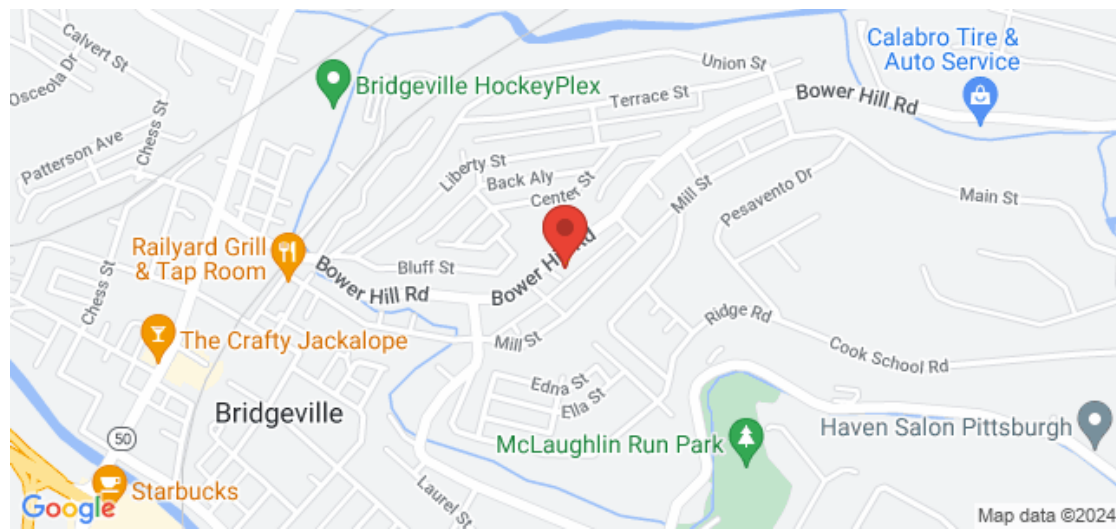 Calvert St
Osceola Dr
Chess St
Patterson Ave
Bridgeville HockeyPlex
Union St
Terrace St
Bower Hill Rd
Calabro Tire &
Auto Service
Liberty St
Back Aly
Center St
Mill St
Pesavento Dr
Main St
Railyard Grill
& Tap Room
Bluff St
Bower Hill Rd
Bower Hill Rd
Chess St
The Crafty Jackalope
Mill St
Ridge Rd
Cook School Rd
Edna St
Ella St
Bridgeville
50
McLaughlin Run Park
Haven Salon Pittsburgh
Starbucks
Laurel St
Google
Map data ©2024